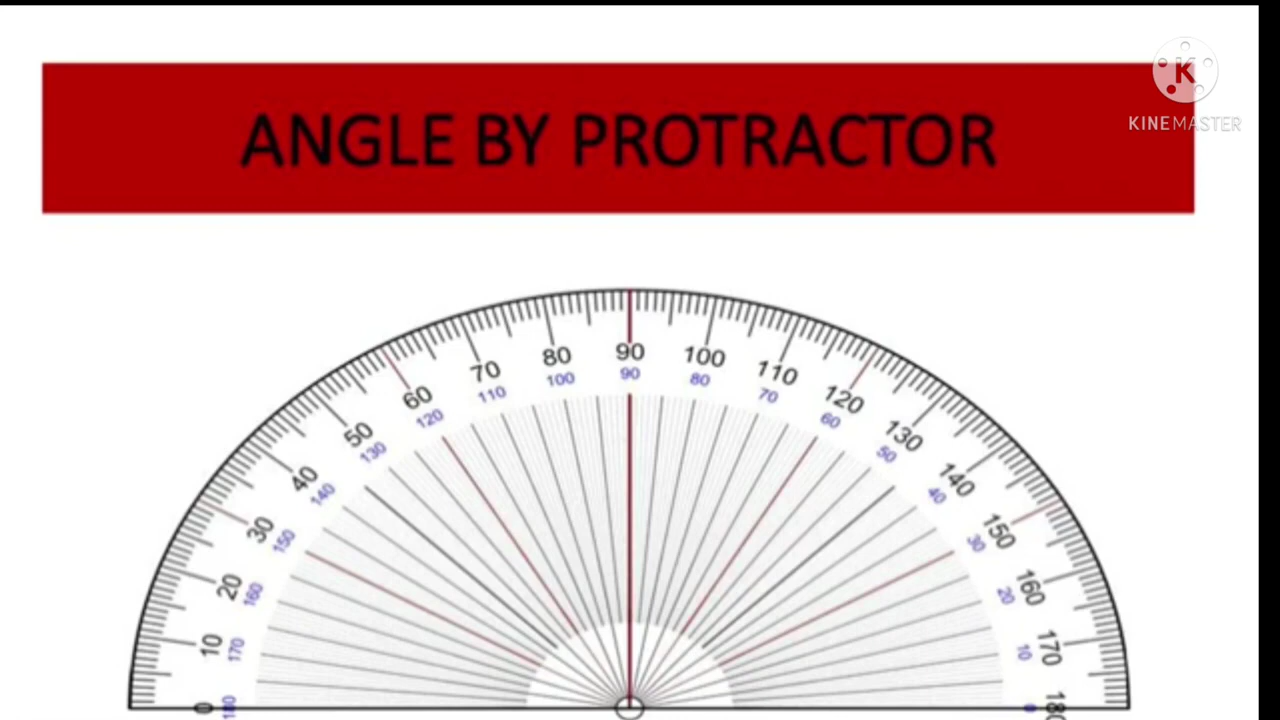 ANGLE BY PROTRACTOR
K
KINEMASTER
0 10 20 30 40 50 60 70 80 90 100 110 120 130 140 150 160 170 180
180 170 160 150 140 130 120 110 100 90 80 70 60 50 40 30 20 10 0